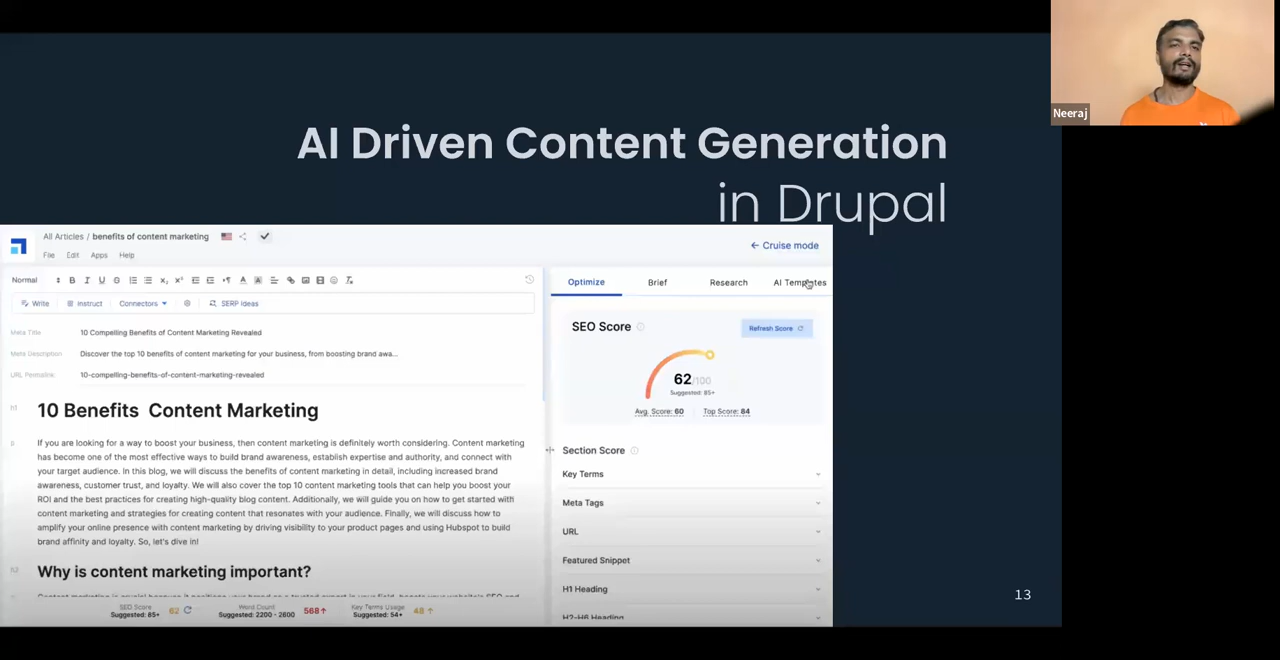 Neeraj
AI Driven Content Generation
in Drupal
All Articles / benefits of content marketing
File Edit Apps Help
← Cruise mode
Normal
Write Instruct Connectors SERP Ideas
Meta Title 10 Compelling Benefits of Content Marketing Revealed
Meta Description Discover the top 10 benefits of content marketing for your business, from boosting brand awa...
URL Permalink: 10-compelling-benefits-of-content-marketing-revealed
h1 10 Benefits Content Marketing
If you are looking for a way to boost your business, then content marketing is definitely worth considering. Content marketing
has become one of the most effective ways to build brand awareness, establish expertise and authority, and connect with
your target audience. In this blog, we will discuss the benefits of content marketing in detail, including increased brand
awareness, customer trust, and loyalty. We will also cover the top 10 content marketing tools that can help you boost your
ROI and the best practices for creating high-quality blog content. Additionally, we will guide you on how to get started with
content marketing and strategies for creating content that resonates with your audience. Finally, we will discuss how to
amplify your online presence with content marketing by driving visibility to your product pages and using Hubspot to build
brand affinity and loyalty. So, let's dive in!
Why is content marketing important?
SEO Score 62 Suggested: 85+
Word Count 568↑ Suggested: 2200 - 2600
Key Terms Usage 48↑ Suggested: 54+
Optimize Brief Research AI Templates
SEO Score
Refresh Score
62/100
Suggested: 85+
Avg. Score: 60 Top Score: 84
Section Score
Key Terms
Meta Tags
URL
Featured Snippet
H1 Heading
H2-H6 Heading
13